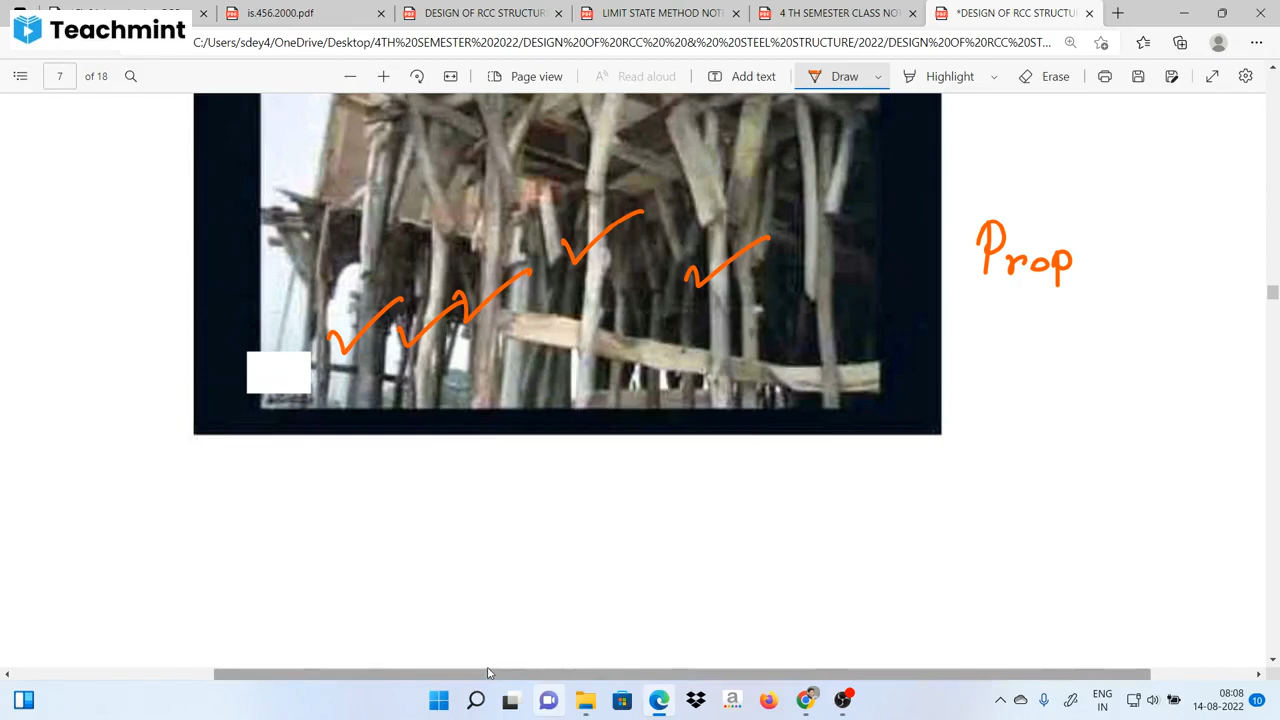 is.456.2000.pdf
DESIGN OF RCC STRUCTUR
LIMIT STATE METHOD NOT
4 TH SEMESTER DESIGN OF
*DESIGN OF RCC STRUCTU
Teachmint
C:/Users/sdey4/OneDrive/Desktop/4TH%20SEMESTER%202022/DESIGN%20OF%20RCC%20%20&%20%20STEEL%20STRUCTURE/2022/DESIGN%20OF%20RCC%20ST...
7 of 18
Page view
Read aloud
Add text
Draw
Highlight
Erase
Prop
ENG
IN
08:08
14-08-2022
10